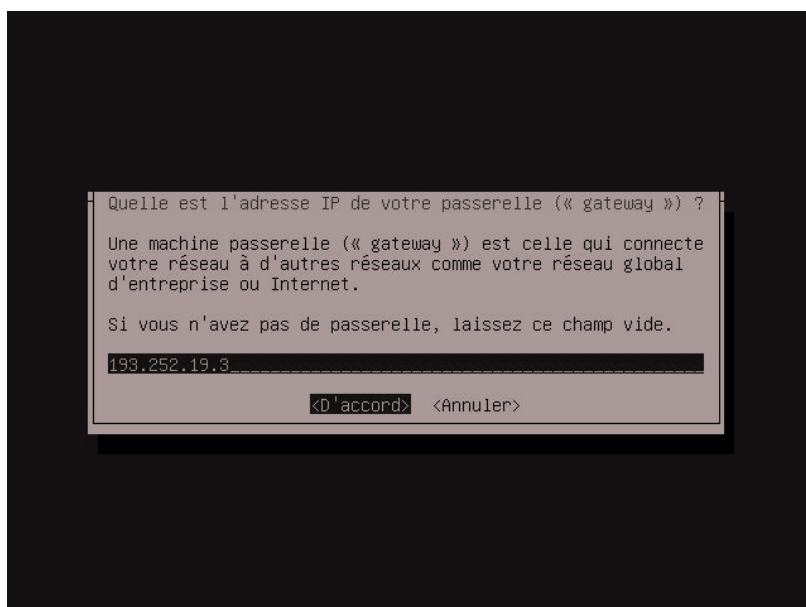 Quelle est l'adresse IP de votre passerelle (« gateway ») ?
Une machine passerelle (« gateway ») est celle qui connecte
votre réseau à d'autres réseaux comme votre réseau global
d'entreprise ou Internet.
Si vous n'avez pas de passerelle, laissez ce champ vide.
193.252.19.3
<D'accord> <Annuler>